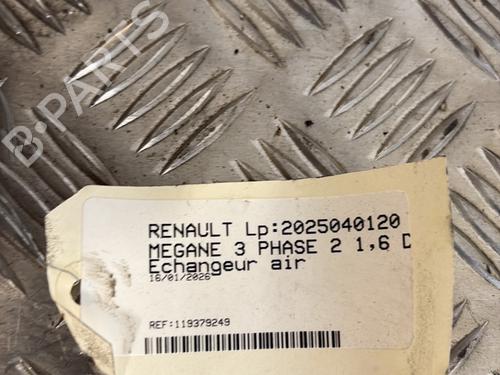 B-PARTS
RENAULT Lp:2025040120
MEGANE 3 PHASE 2 1,6 D
Echangeur air
16/01/2026
REF:119379249